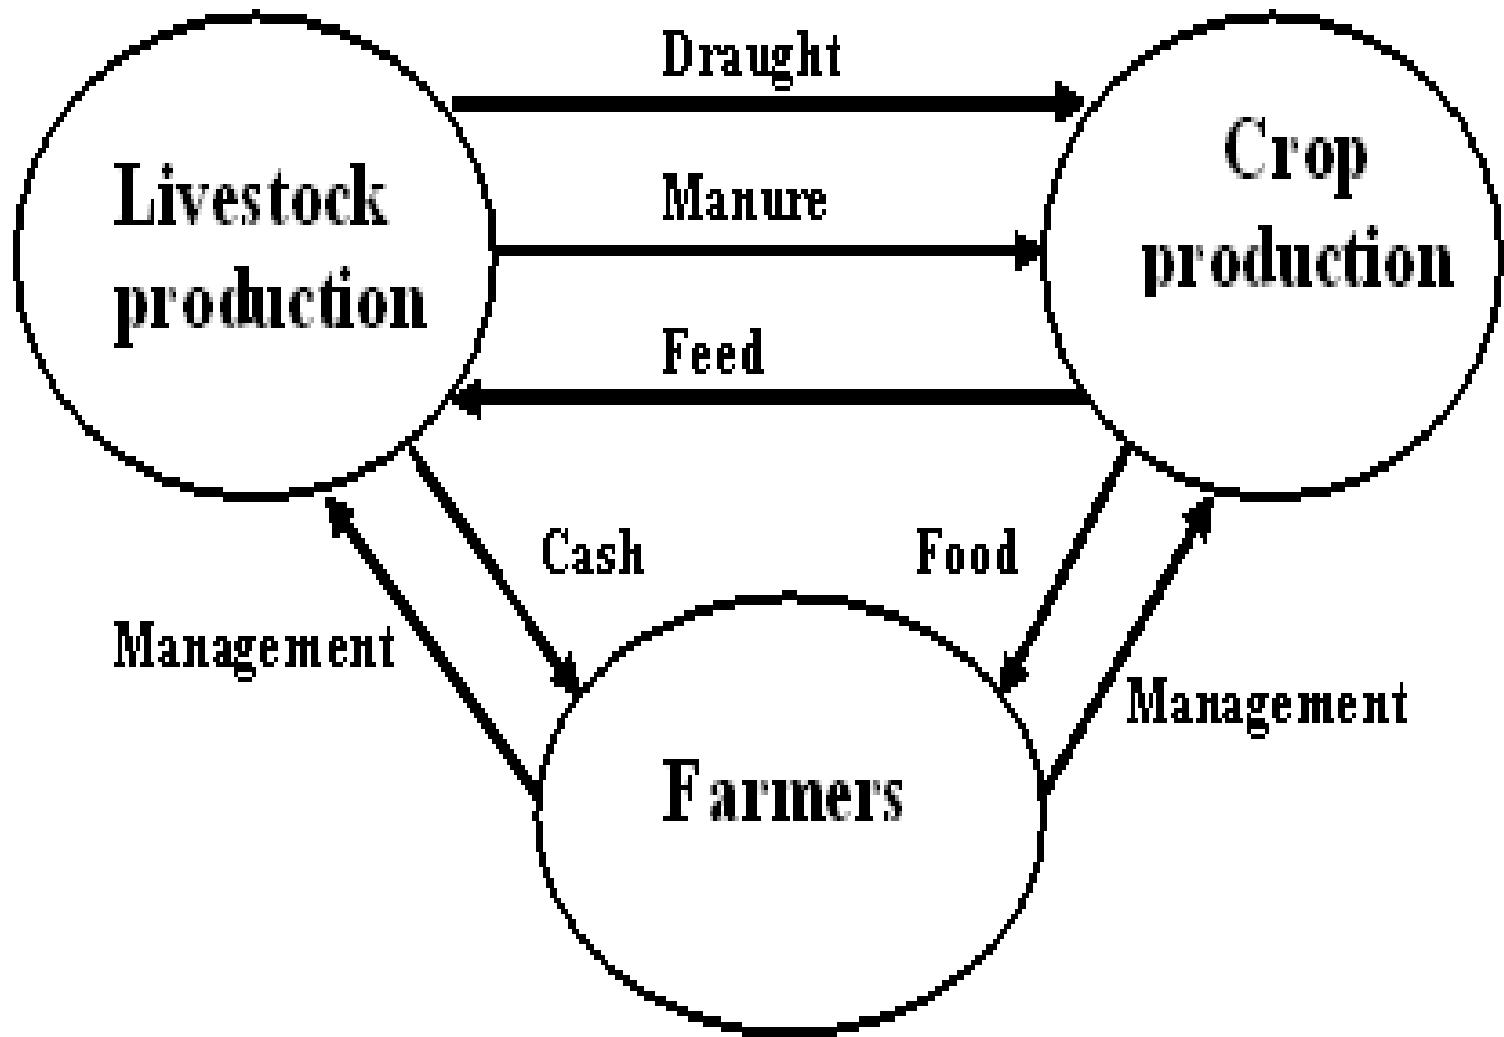 Draught
Livestock
production
Manure
Crop
production
Feed
Cash
Food
Management
Management
Farmers